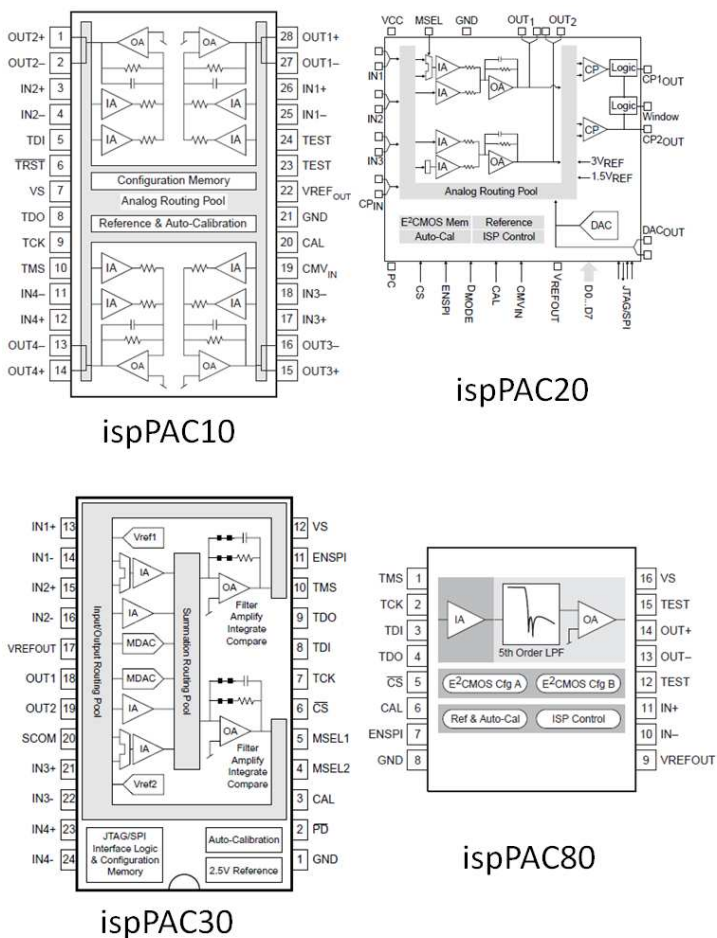 OUT2+ 1 OA OA 28 OUT1+
OUT2– 2 27 OUT1–
IN2+ 3 IA IA 26 IN1+
IN2– 4 25 IN1–
TDI 5 IA IA 24 TEST
TRST 6 23 TEST
Configuration Memory
VS 7 22 VREFOUT
Analog Routing Pool
TDO 8 21 GND
Reference & Auto-Calibration
TCK 9 20 CAL
TMS 10 IA IA 19 CMVIN
IN4– 11 IA IA 18 IN3–
IN4+ 12 17 IN3+
OUT4– 13 16 OUT3–
OUT4+ 14 OA OA 15 OUT3+
ispPAC10
VCC MSEL GND OUT1 OUT2
IN1 IA OA CP Logic CP1OUT
IA
IN2 Logic Window
CP CP2OUT
IN3 IA OA
IA 3VREF
1.5VREF
CPIN Analog Routing Pool
E2CMOS Mem Reference
Auto-Cal ISP Control
DAC DACOUT
PC CS ENSPI DMODE CAL CMVIN VREFOUT D0...D7 JTAG/SPI
ispPAC20
IN1+ 13 Vref1 12 VS
IN1- 14 IA 11 ENSPI
IN2+ 15 OA 10 TMS
IN2- 16 IA 9 TDO
VREFOUT 17 MDAC 8 TDI
OUT1 18 MDAC 7 TCK
OUT2 19 IA 6 CS
SCOM 20 IA OA 5 MSEL1
IN3+ 21 4 MSEL2
IN3- 22 Vref2 3 CAL
IN4+ 23 2 PD
IN4- 24 1 GND
Input/Output Routing Pool
Summation Routing Pool
Filter
Amplify
Integrate
Compare
Filter
Amplify
Integrate
Compare
JTAG/SPI
Interface Logic
& Configuration
Memory
Auto-Calibration
2.5V Reference
ispPAC30
TMS 1 16 VS
TCK 2 15 TEST
TDI 3 IA OA 14 OUT+
TDO 4 5th Order LPF 13 OUT–
CS 5 E2CMOS Cfg A E2CMOS Cfg B 12 TEST
CAL 6 11 IN+
ENSPI 7 Ref & Auto-Cal ISP Control 10 IN–
GND 8 9 VREFOUT
ispPAC80